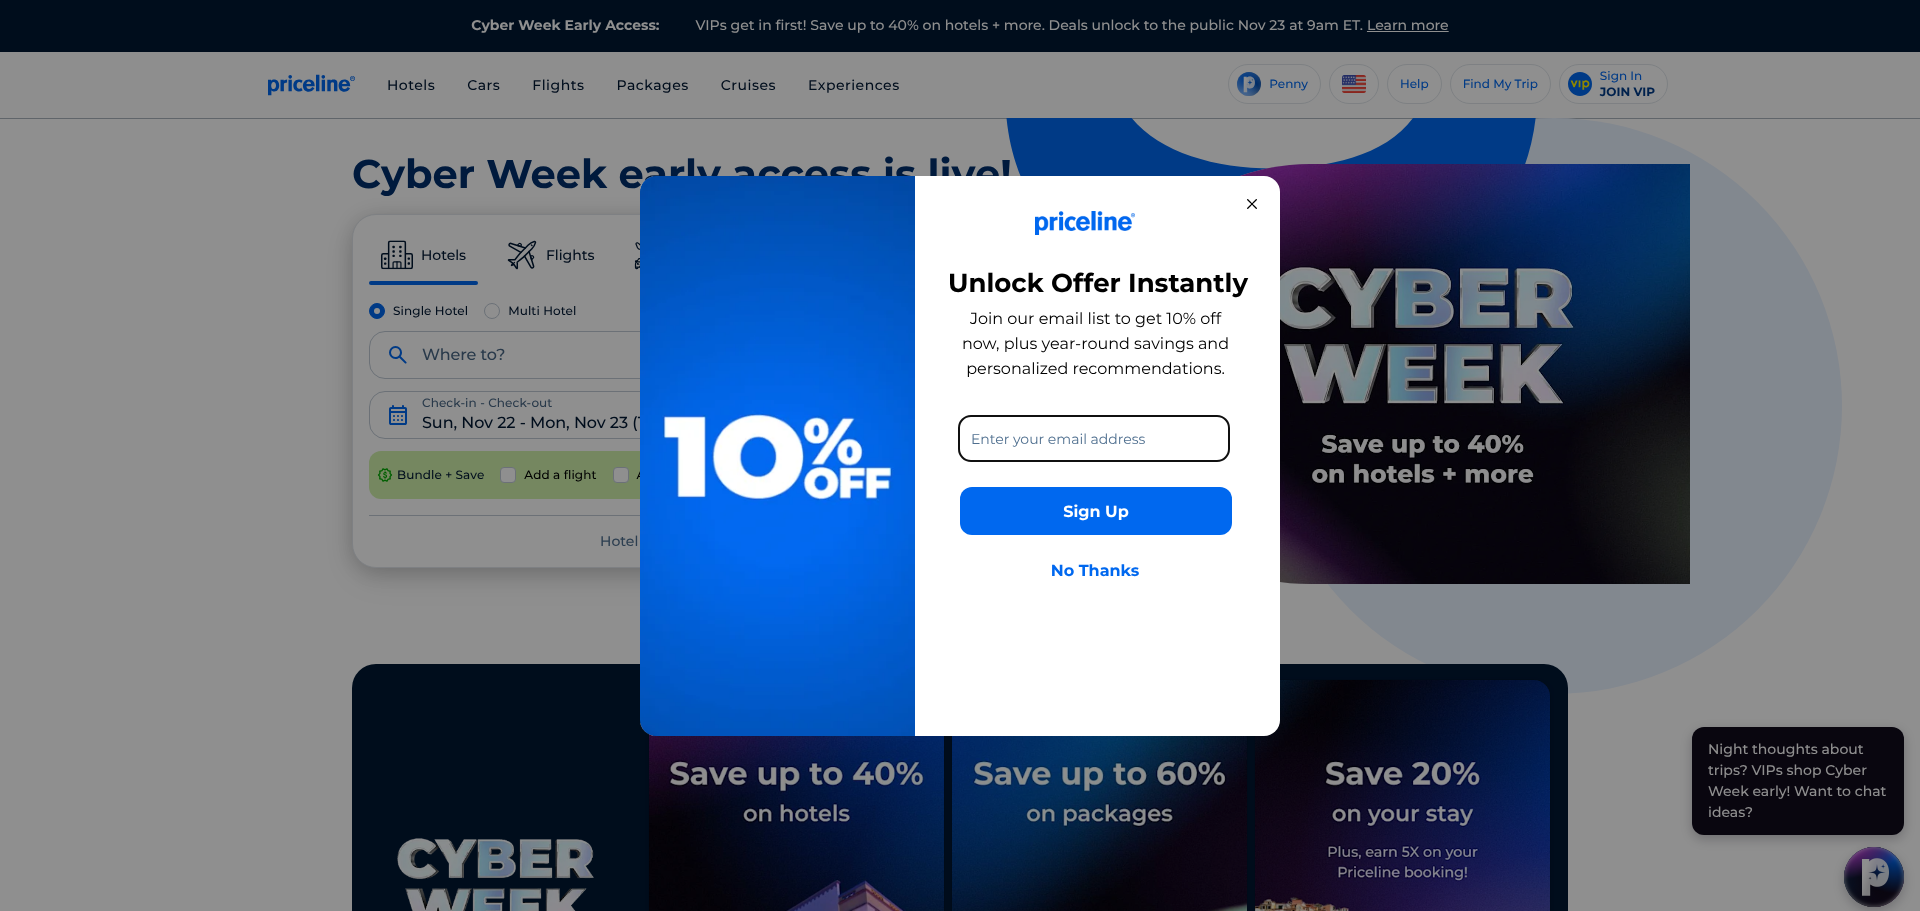 Cyber Week Early Access: VIPs get in first! Save up to 40% on hotels + more. Deals unlock to the public Nov 23 at 9am ET. Learn more
priceline Hotels Cars Flights Packages Cruises Experiences Penny Help Find My Trip vip Sign In
JOIN VIP
Cyber Week early access is live!
Hotels Flights
Single Hotel Multi Hotel
Where to?
Check-in - Check-out
Sun, Nov 22 - Mon, Nov 23
Bundle + Save Add a flight
Hotel
10% OFF
priceline
Unlock Offer Instantly
Join our email list to get 10% off
now, plus year-round savings and
personalized recommendations.
Enter your email address
Sign Up
No Thanks
CYBER
WEEK
Save up to 40%
on hotels + more
CYBER
WEEK
Save up to 40%
on hotels
Save up to 60%
on packages
Save 20%
on your stay
Plus, earn 5X on your
Priceline booking!
Night thoughts about
trips? VIPs shop Cyber
Week early! Want to chat
ideas?